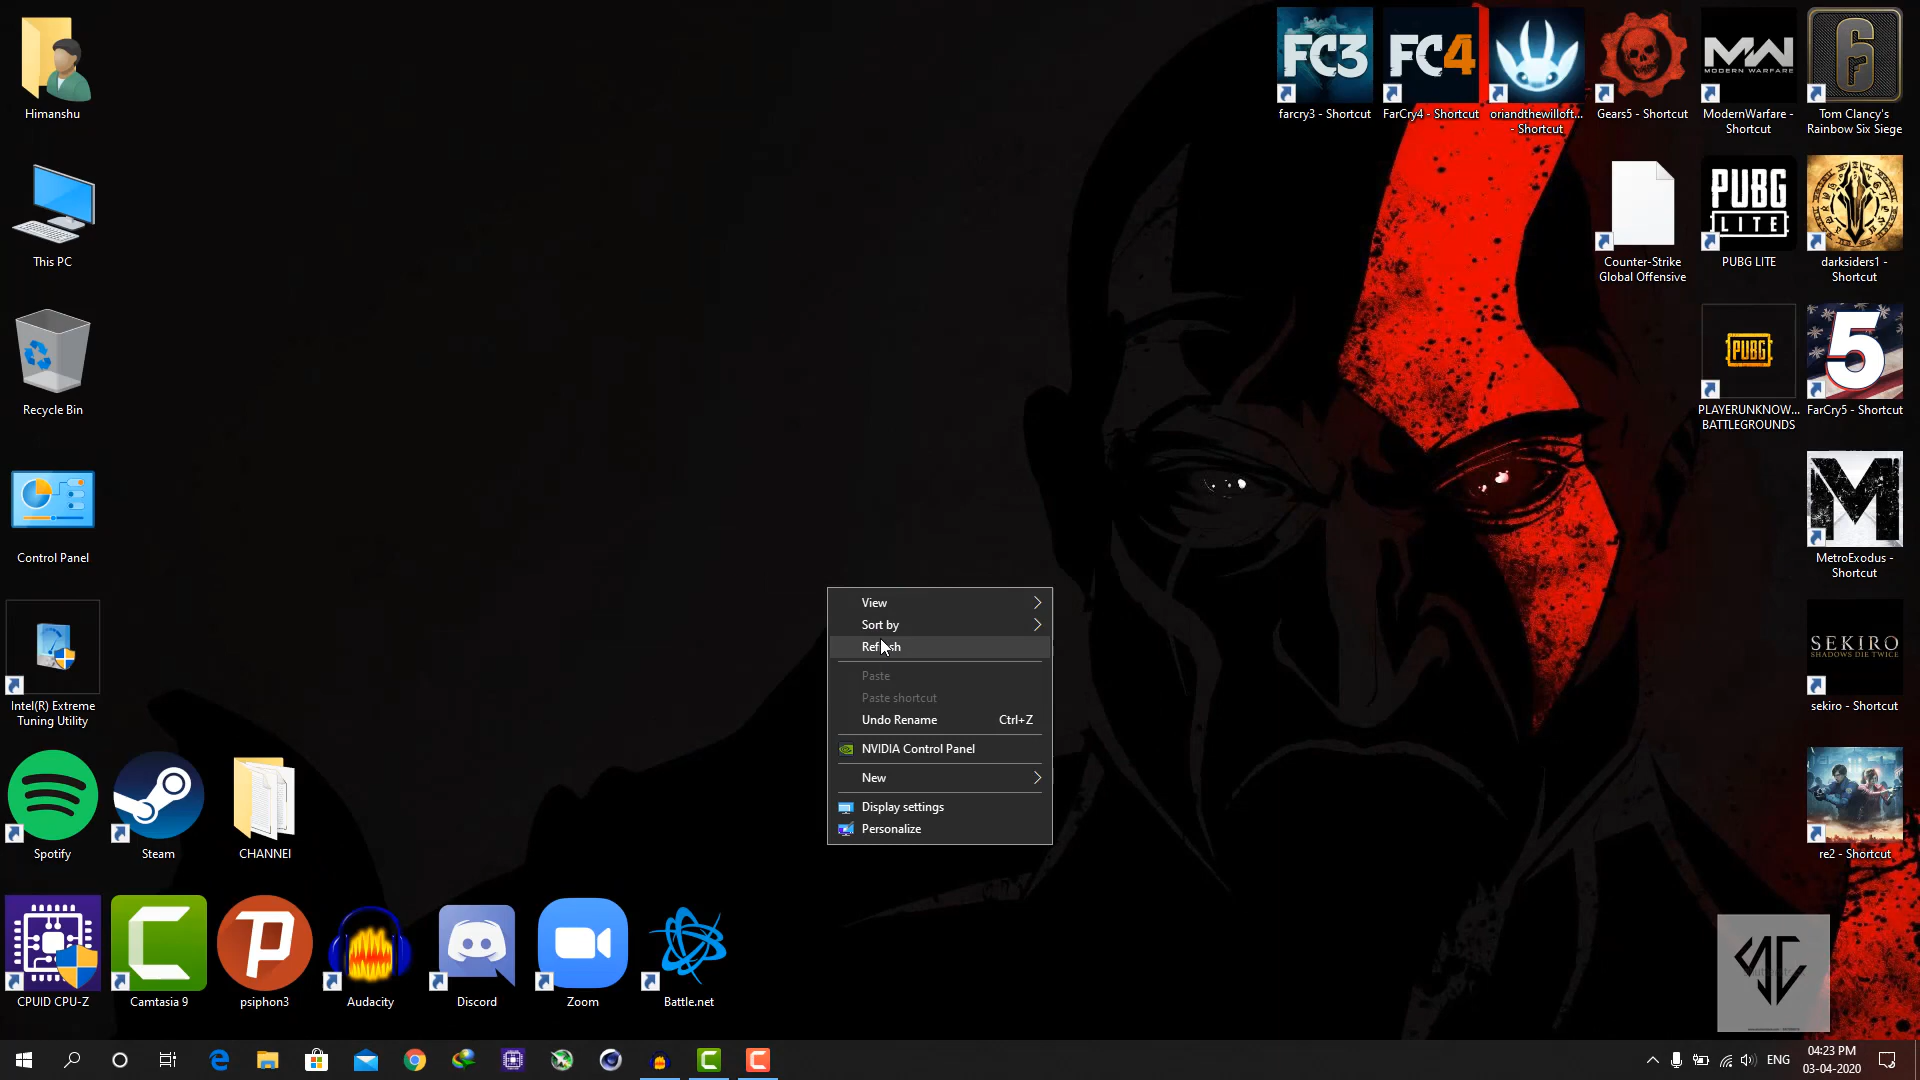 Himanshu
This PC
Recycle Bin
Control Panel
Intel(R) Extreme
Tuning Utility
Spotify
Steam
CHANNEl
CPUID CPU-Z
Camtasia 9
psiphon3
Audacity
Discord
Zoom
Battle.net
View
Sort by
Refresh
Paste
Paste shortcut
Undo Rename Ctrl+Z
NVIDIA Control Panel
New
Display settings
Personalize
FC3
farcry3 - Shortcut
FC4
FarCry4 - Shortcut
oriandthewilloft...
- Shortcut
Gears5 - Shortcut
MW
MODERN WARFARE
ModernWarfare -
Shortcut
6
Tom Clancy's
Rainbow Six Siege
Counter-Strike
Global Offensive
PUBG
LITE
PUBG LITE
darksiders1 -
Shortcut
PUBG
PLAYERUNKNOW...
BATTLEGROUNDS
5
FarCry5 - Shortcut
M
MetroExodus -
Shortcut
SEKIRO
SHADOWS DIE TWICE
sekiro - Shortcut
re2 - Shortcut
ENG
04:23 PM
03-04-2020